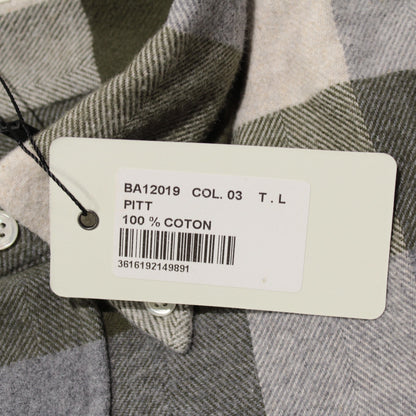 BA12019 COL. 03 T . L
PITT
100 % COTON
3616192149891